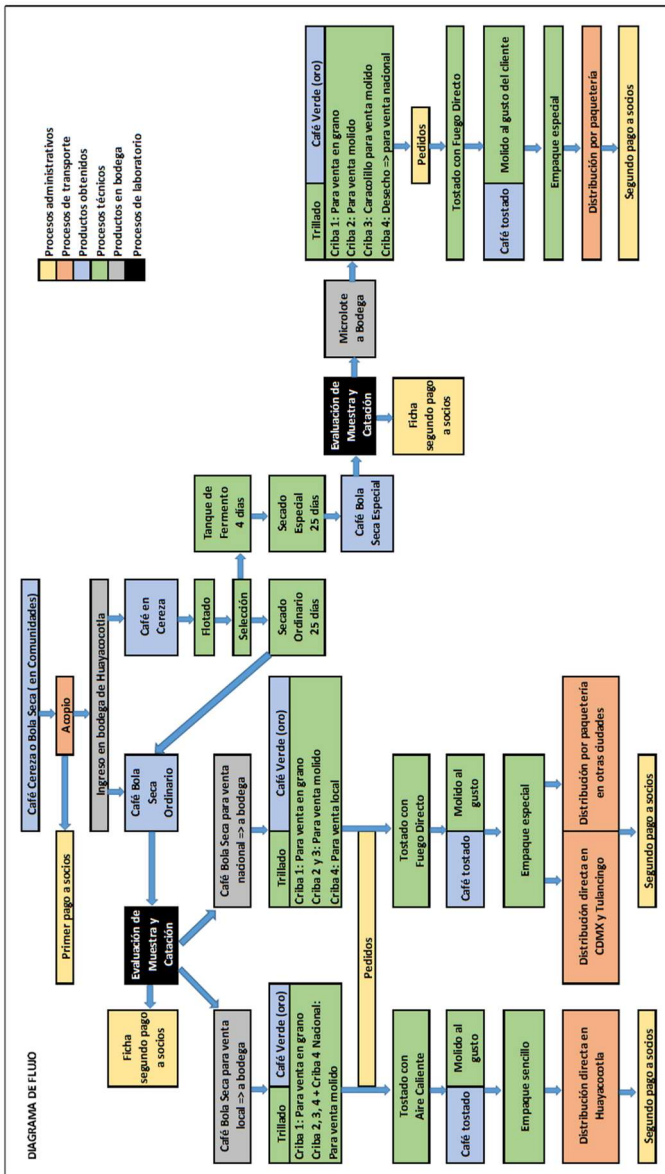 DIAGRAMA DE FLUJO
Procesos administrativos
Procesos de transporte
Productos obtenidos
Procesos técnicos
Productos en bodega
Procesos de laboratorio
Café Cereza o Bola Seca ( en Comunidades)
Acopio
Primer pago a socios
Ingreso en bodega de Huayacocotla
Café Bola
Seca
Ordinario
Café en
Cereza
Flotado
Selección
Secado
Ordinario
25 días
Tanque de
Fermento
4 días
Secado
Especial
25 días
Café Bola
Seca Especial
Evaluación de
Muestra y
Catación
Ficha
segundo pago
a socios
Café Bola Seca para venta
local => a bodega
Café Bola Seca para venta
nacional => a bodega
Trillado
Café Verde (oro)
Criba 1: Para venta en grano
Criba 2, 3, 4 + Criba 4 Nacional:
Para venta molido
Trillado
Café Verde (oro)
Criba 1: Para venta en grano
Criba 2 y 3: Para venta molido
Criba 4: Para venta local
Pedidos
Tostado con
Aire Caliente
Café tostado
Molido al
gusto
Empaque sencillo
Distribución directa en
Huayacocotla
Segundo pago a socios
Tostado con
Fuego Directo
Café tostado
Molido al
gusto
Empaque especial
Distribución directa en
CDMX y Tulancingo
Distribución por paquetería
en otras ciudades
Segundo pago a socios
Evaluación de
Muestra y
Catación
Ficha
segundo pago
a socios
Microlote
a Bodega
Trillado
Café Verde (oro)
Criba 1: Para venta en grano
Criba 2: Para venta molido
Criba 3: Caracolillo para venta molido
Criba 4: Desecho => para venta nacional
Pedidos
Tostado con Fuego Directo
Café tostado
Molido al gusto del cliente
Empaque especial
Distribución por paquetería
Segundo pago a socios